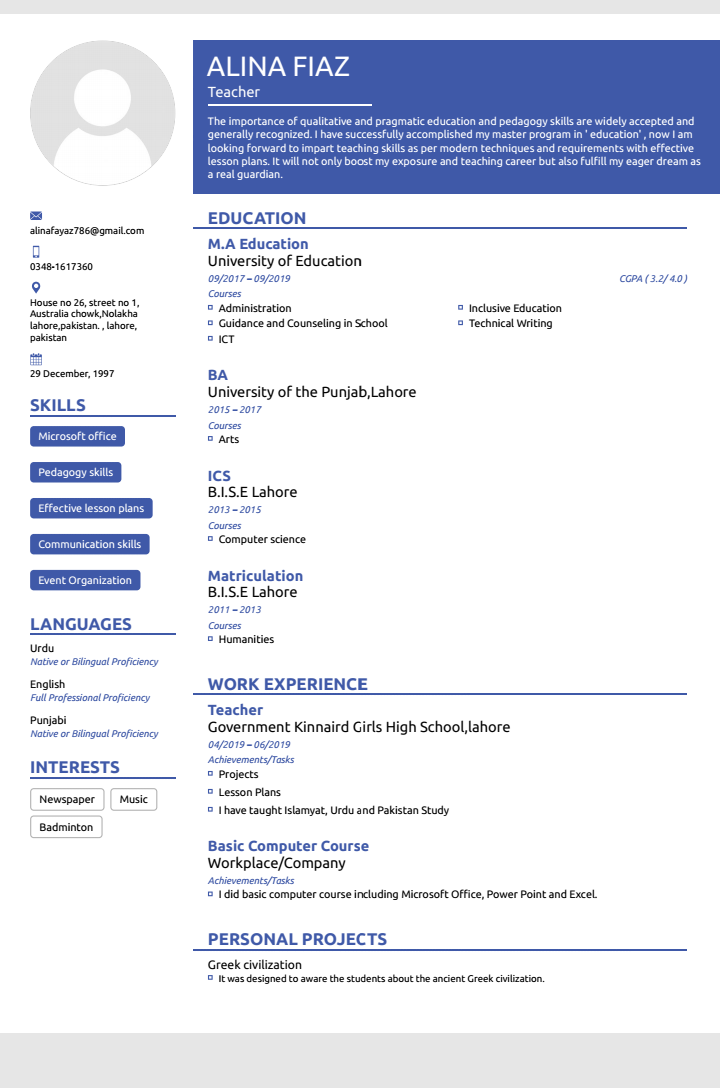 ALINA FIAZ
Teacher
The importance of qualitative and pragmatic education and pedagogy skills are widely accepted and
generally recognized. I have successfully accomplished my master program in ' education' , now I am
looking forward to impart teaching skills as per modern techniques and requirements with effective
lesson plans. It will not only boost my exposure and teaching career but also fulfill my eager dream as
a real guardian.
alinafayaz786@gmail.com
0348-1617360
House no 26, street no 1,
Australia chowk,Nolakha
lahore,pakistan. , lahore,
pakistan
29 December, 1997
SKILLS
Microsoft office
Pedagogy skills
Effective lesson plans
Communication skills
Event Organization
LANGUAGES
Urdu
Native or Bilingual Proficiency
English
Full Professional Proficiency
Punjabi
Native or Bilingual Proficiency
INTERESTS
Newspaper Music
Badminton
EDUCATION
M.A Education
University of Education
09/2017 – 09/2019 CGPA ( 3.2/ 4.0 )
Courses
Administration Inclusive Education
Guidance and Counseling in School Technical Writing
ICT
BA
University of the Punjab,Lahore
2015 – 2017
Courses
Arts
ICS
B.I.S.E Lahore
2013 – 2015
Courses
Computer science
Matriculation
B.I.S.E Lahore
2011 – 2013
Courses
Humanities
WORK EXPERIENCE
Teacher
Government Kinnaird Girls High School,lahore
04/2019 – 06/2019
Achievements/Tasks
Projects
Lesson Plans
I have taught Islamyat, Urdu and Pakistan Study
Basic Computer Course
Workplace/Company
Achievements/Tasks
I did basic computer course including Microsoft Office, Power Point and Excel.
PERSONAL PROJECTS
Greek civilization
It was designed to aware the students about the ancient Greek civilization.